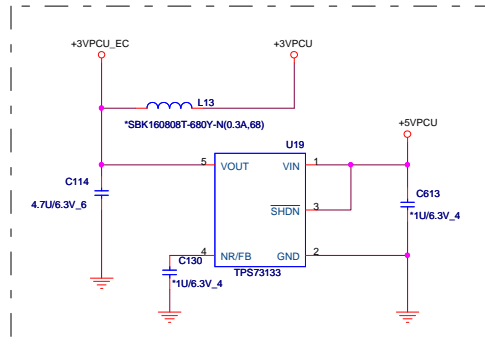 +3VPCU_EC
+3VPCU
L13
*SBK160808T-680Y-N(0.3A,68)
+5VPCU
U19
5
VOUT
VIN
1
C114
4.7U/6.3V_6
SHDN
3
C613
*1U/6.3V_4
4
NR/FB
GND
2
C130
TPS73133
*1U/6.3V_4